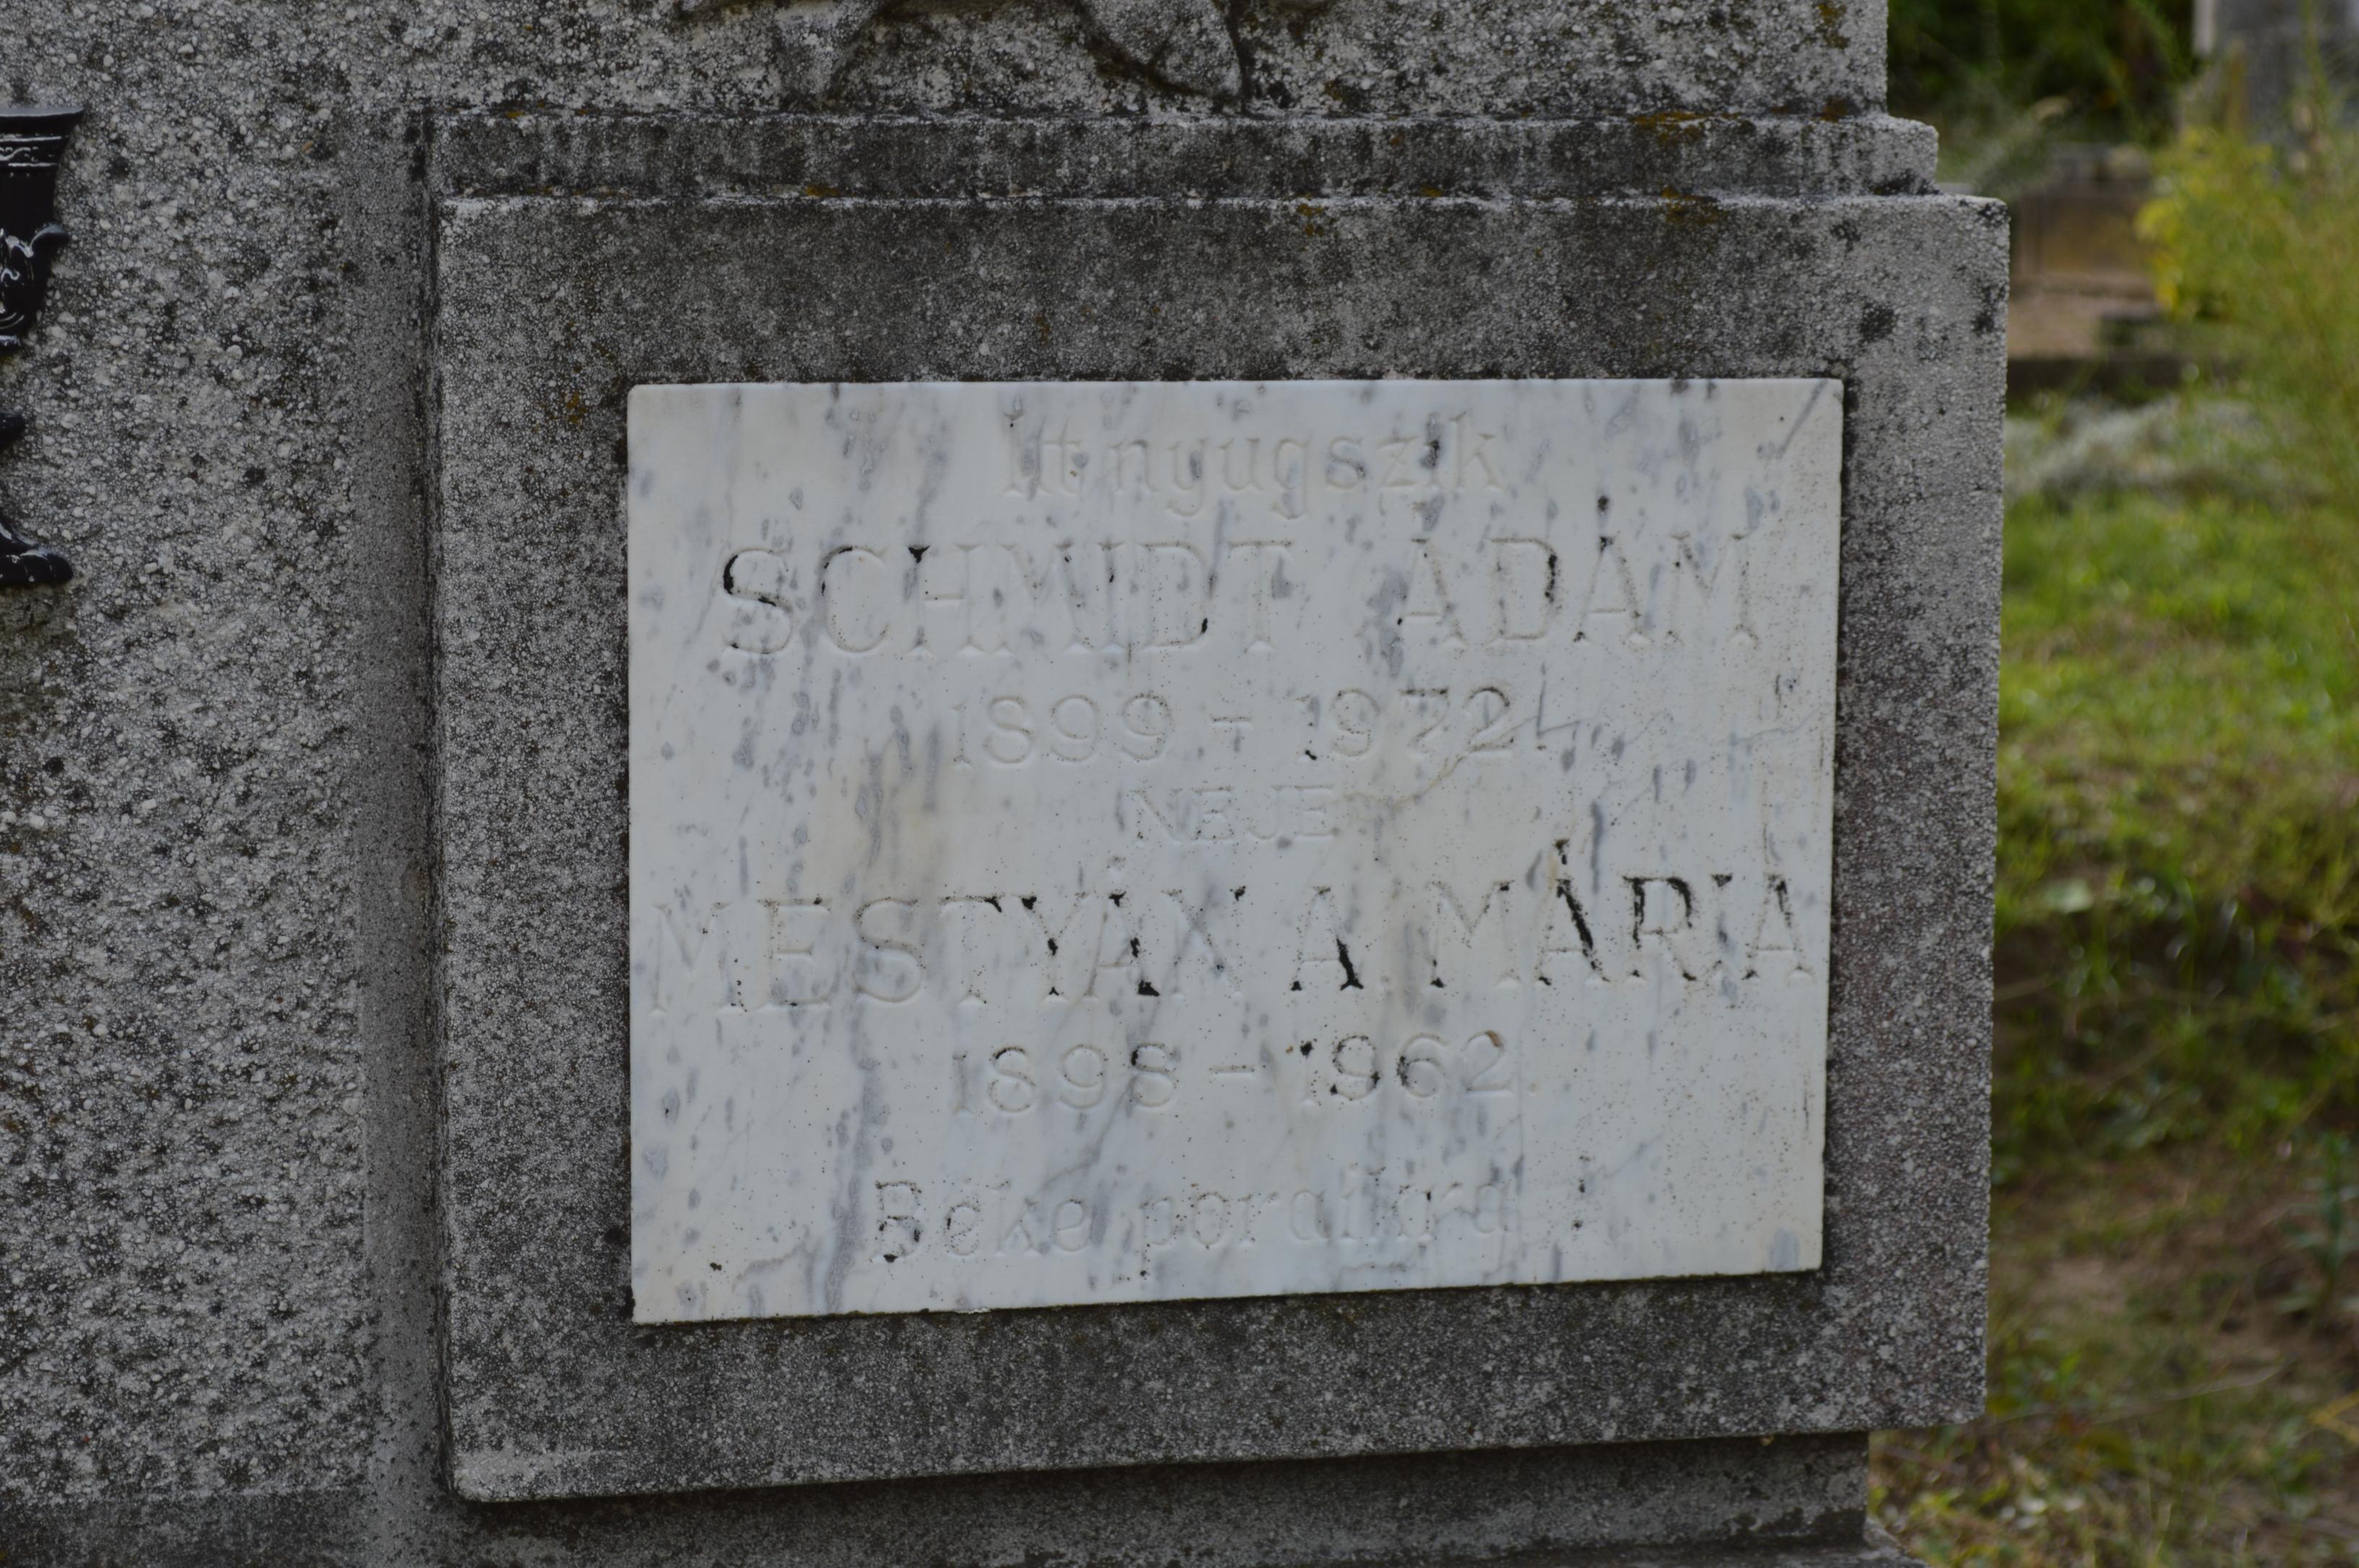 Itt nyugszik
SCHMIDT ÁDÁM
1899 - 1972.
NEJE
MESTYÁN A. MÁRIA
1898 - 1962.
Béke poraikra